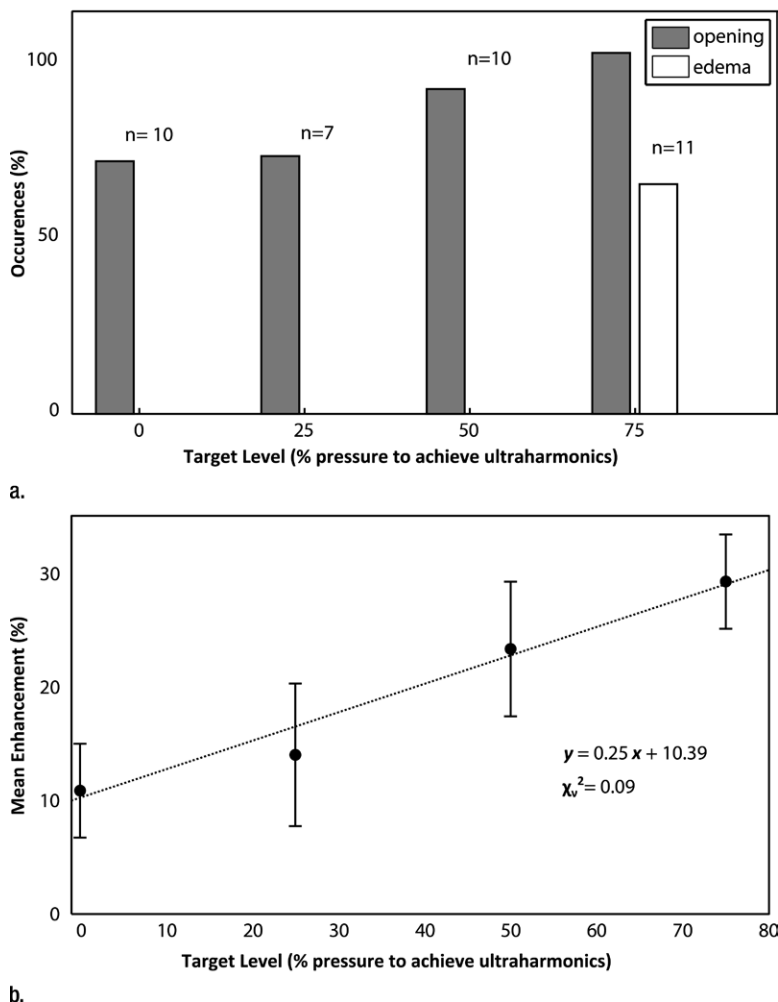 100
50
0
Occurences (%)
n= 10
n=7
n=10
n=11
opening
edema
0 25 50 75
Target Level (% pressure to achieve ultraharmonics)
a.
30
20
10
0
Mean Enhancement (%)
y = 0.25 x + 10.39
χᵥ²= 0.09
0 10 20 30 40 50 60 70 80
Target Level (% pressure to achieve ultraharmonics)
b.